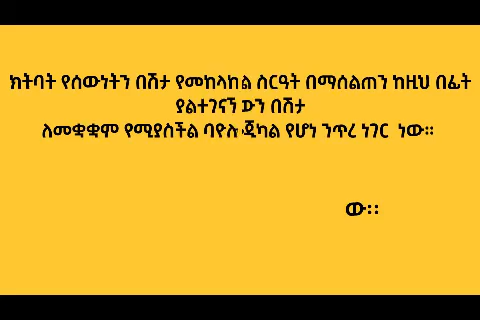 ክትባት የሰውነትን በሽታ የመከላከል ስርዓት በማሰልጠን ከዚህ በፊት
ያልተገናኘ ውን በሽታ
ለመቋቋም የሚያስችል ባዮሎጂካል የሆነ ንጥረ ነገር ነው።
ው፡፡